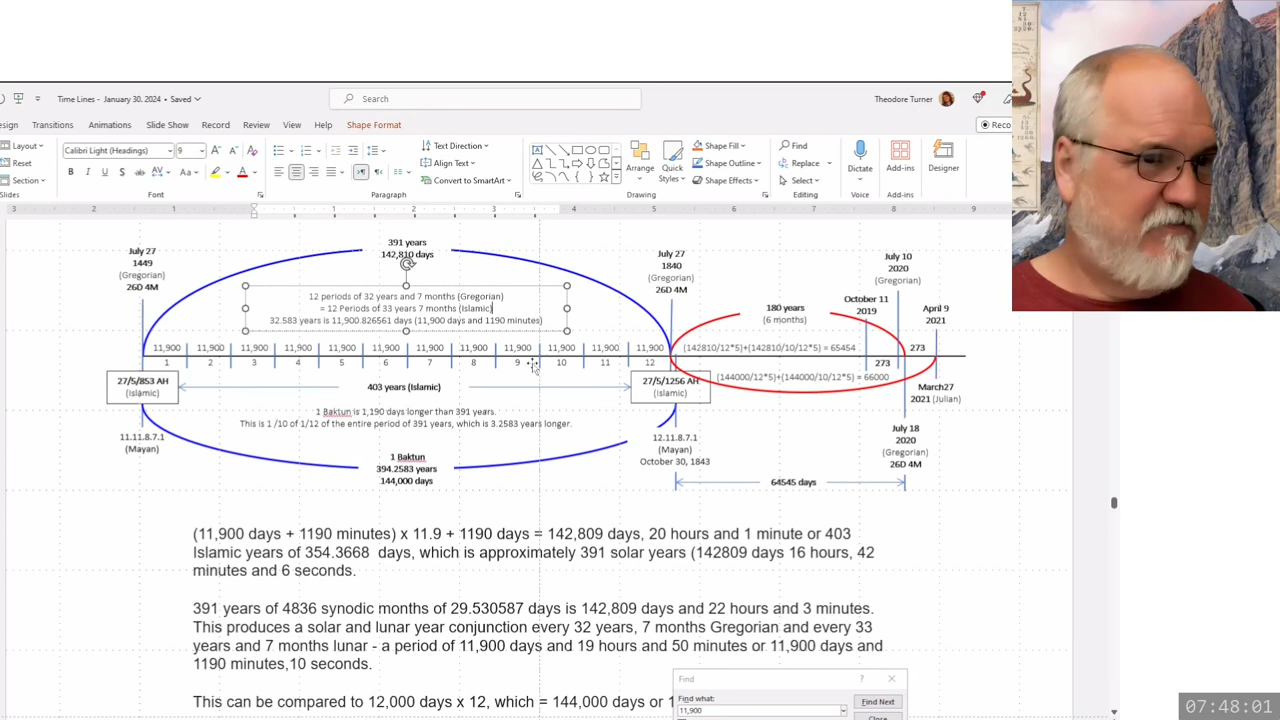 Time Lines - January 30. 2024 • Saved
Search
Theodore Turner
Transitions
Animations
Slide Show
Record
Review
View
Help
Shape Format
Layout
Reset
Section
Calibri Light (Headings)
9
Font
Text Direction
Align Text
Convert to SmartArt
Paragraph
Arrange
Quick Styles
Shape Fill
Shape Outline
Shape Effects
Drawing
Find
Replace
Select
Editing
Dictate
Voice
Add-ins
Add-ins
Designer
3 2 1 1 2 3 4 5 6 7 8 9
391 years
142,810 days
July 27
1449
(Gregorian)
26D 4M
12 periods of 32 years and 7 months (Gregorian)
= 12 Periods of 33 years 7 months (Islamic)
32.583 years is 11,900.826561 days (11,900 days and 1190 minutes)
July 27
1840
(Gregorian)
26D 4M
July 10
2020
(Gregorian)
October 11
2019
April 9
2021
180 years
(6 months)
11,900 11,900 11,900 11,900 11,900 11,900 11,900 11,900 11,900 11,900 11,900 11,900
(142810/12*5)+(142810/10/12*5) = 65454
273
1 2 3 4 5 6 7 8 9 10 11 12
273
(144000/12*5)+(144000/10/12*5) = 66000
27/5/853 AH
(Islamic)
403 years (Islamic)
27/5/1256 AH
(Islamic)
March27
2021 (Julian)
1 Baktun is 1,190 days longer than 391 years.
This is 1 /10 of 1/12 of the entire period of 391 years, which is 3.2583 years longer.
11.11.8.7.1
(Mayan)
12.11.8.7.1
(Mayan)
October 30, 1843
July 18
2020
(Gregorian)
26D 4M
1 Baktun
394.2583 years
144,000 days
64545 days
(11,900 days + 1190 minutes) x 11.9 + 1190 days = 142,809 days, 20 hours and 1 minute or 403
Islamic years of 354.3668 days, which is approximately 391 solar years (142809 days 16 hours, 42
minutes and 6 seconds.
391 years of 4836 synodic months of 29.530587 days is 142,809 days and 22 hours and 3 minutes.
This produces a solar and lunar year conjunction every 32 years, 7 months Gregorian and every 33
years and 7 months lunar - a period of 11,900 days and 19 hours and 50 minutes or 11,900 days and
1190 minutes,10 seconds.
This can be compared to 12,000 days x 12, which = 144,000 days or 1
Find
Find what:
11,900
Find Next
Close
07:48:01